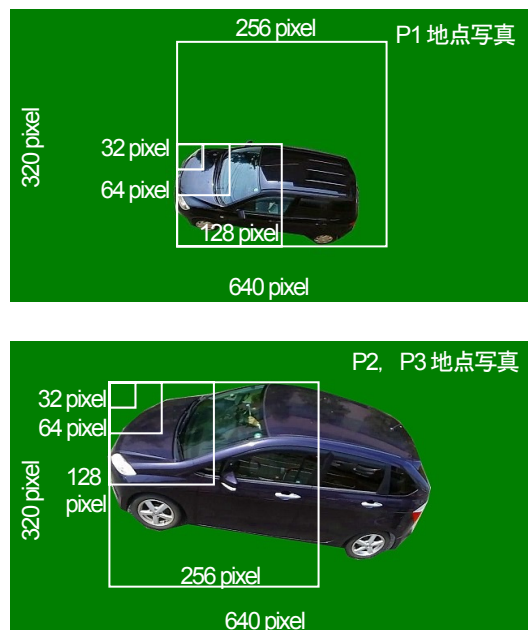 256 pixel
P1 地点写真
320 pixel
32 pixel
64 pixel
128 pixel
640 pixel
P2, P3 地点写真
32 pixel
64 pixel
128
pixel
320 pixel
256 pixel
640 pixel